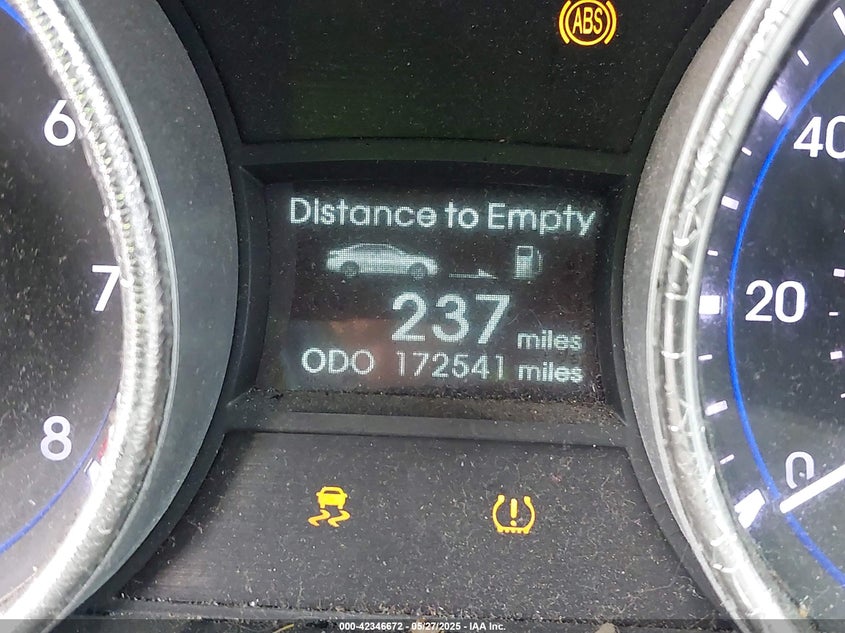 ABS
6
7
8
Distance to Empty
237 miles
ODO 172541 miles
40
20
0
000-42346672 - 05/27/2025 - IAA Inc.